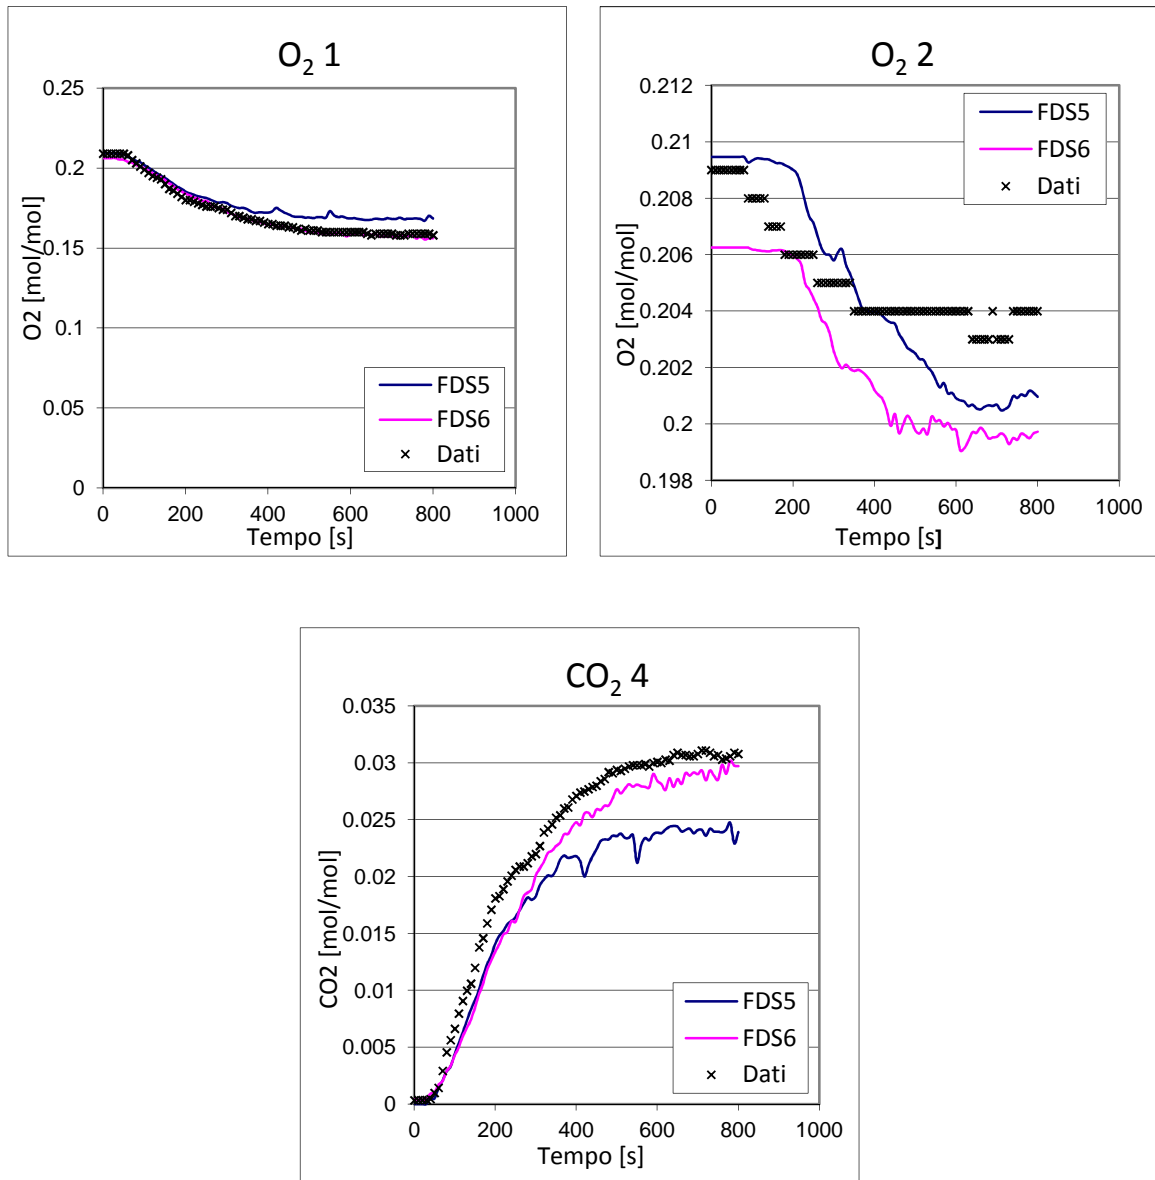 O2 1
O2 [mol/mol]
0.25
0.2
0.15
0.1
0.05
0
0 200 400 600 800 1000
Tempo [s]
FDS5
FDS6
Dati
O2 2
O2 [mol/mol]
0.212
0.21
0.208
0.206
0.204
0.202
0.2
0.198
0 200 400 600 800 1000
Tempo [s]
FDS5
FDS6
Dati
CO2 4
CO2 [mol/mol]
0.035
0.03
0.025
0.02
0.015
0.01
0.005
0
0 200 400 600 800 1000
Tempo [s]
FDS5
FDS6
Dati